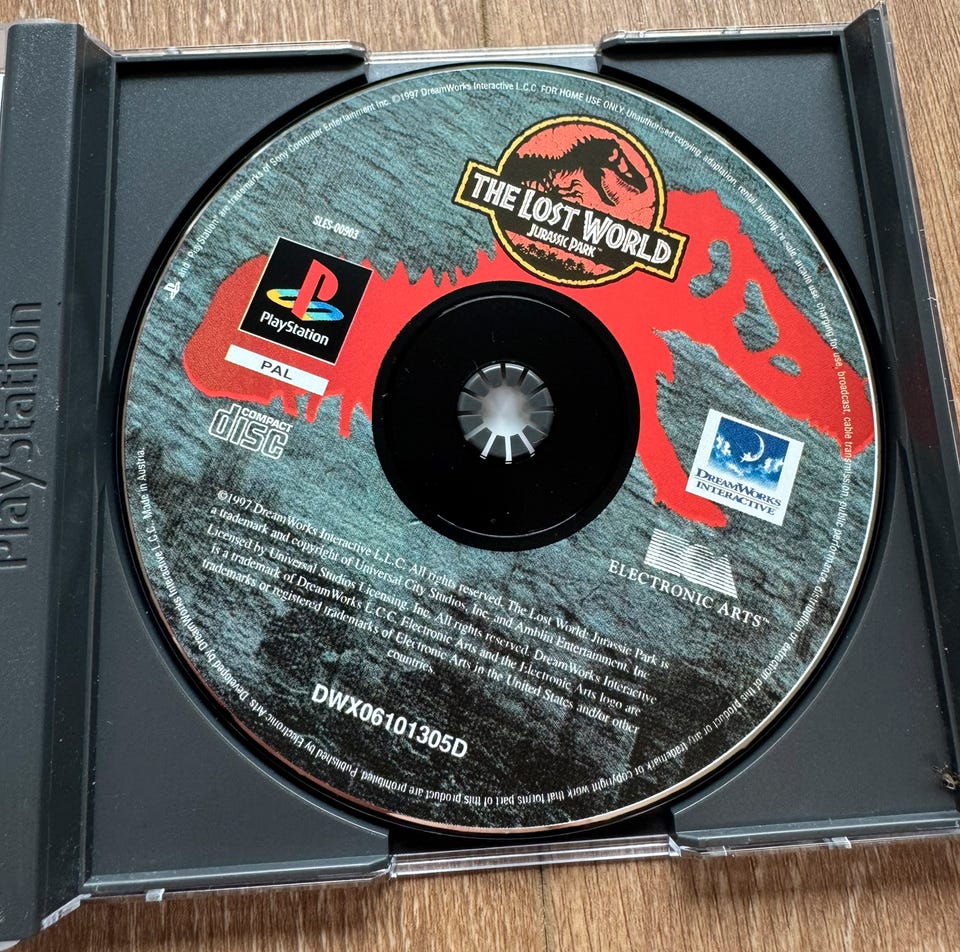 PlayStation
and PlayStation are trademarks of Sony Computer Entertainment Inc. ©1997 DreamWorks Interactive L.C.C FOR HOME USE ONLY. Unauthorised copying, adaptation, rental, lending, re-sale, arcade use, charging for use, broadcast, cable transmission, public performance, distribution or extraction of this product or any trademark or copyright work that forms part of this product are prohibited. Published by Electronic Arts. Developed by DreamWorks Interactive L.C.C. Made in Austria.
THE LOST WORLD
JURASSIC PARK
SLES-00903
PlayStation
PAL
COMPACT
disc
DREAMWORKS
INTERACTIVE
EA
ELECTRONIC ARTS™
©1997 DreamWorks Interactive L.L.C. All rights reserved. The Lost World: Jurassic Park is
a trademark and copyright of Universal City Studios, Inc. and Amblin Entertainment. Inc
Licensed by Universal Studios Licensing, Inc. All rights reserved. DreamWorks Interactive
is a trademark of DreamWorks L.C.C, Electronic Arts and the Electronic Arts logo are
trademarks or registered trademarks of Electronic Arts in the United States and/or other
countries.
DWX06101305D